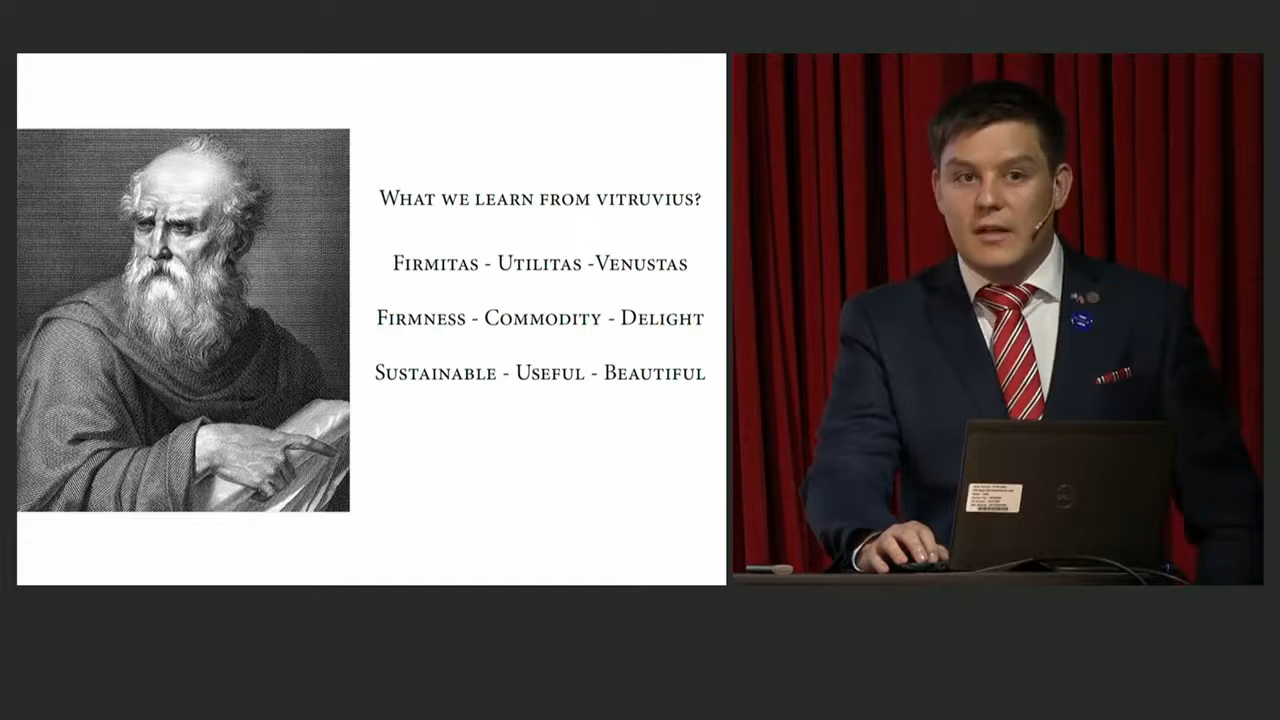 What we learn from vitruvius?
Firmitas - Utilitas -Venustas
Firmness - Commodity - Delight
Sustainable - Useful - Beautiful